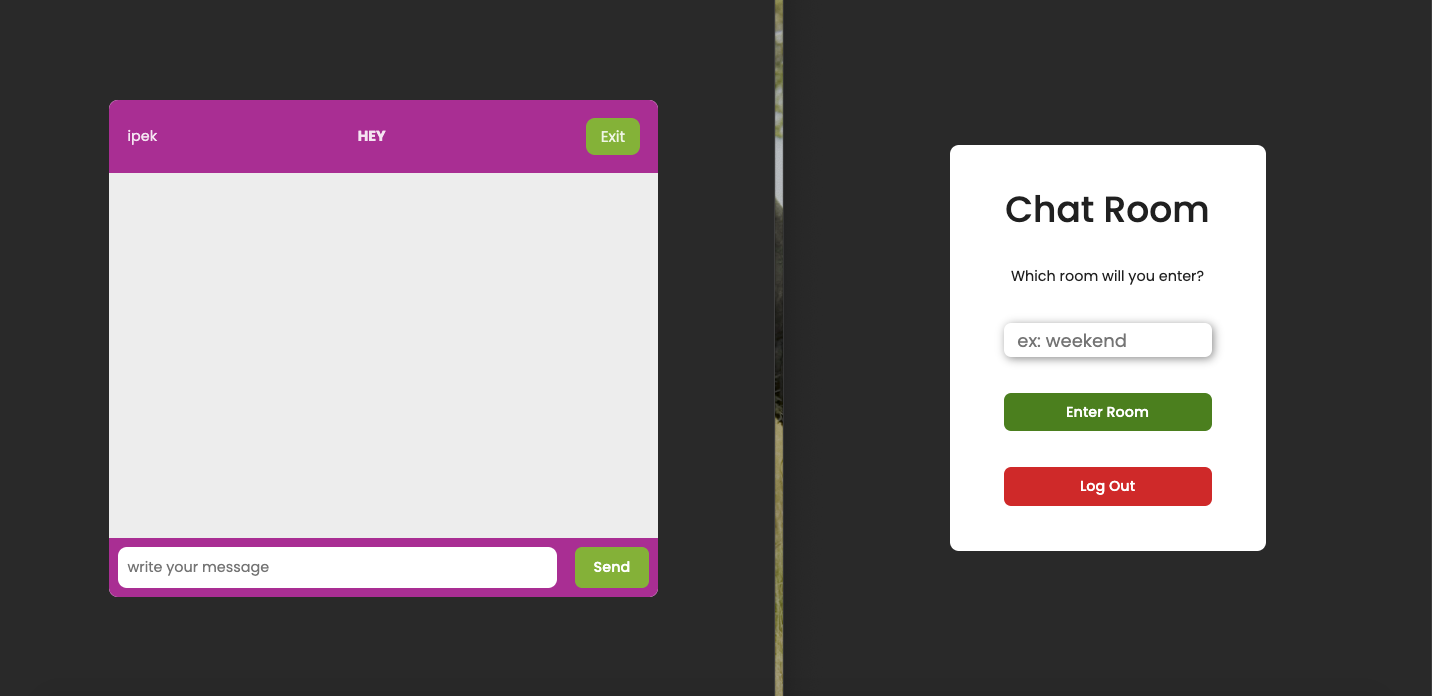 ipek
HEY
Exit
write your message
Send
Chat Room
Which room will you enter?
ex: weekend
Enter Room
Log Out